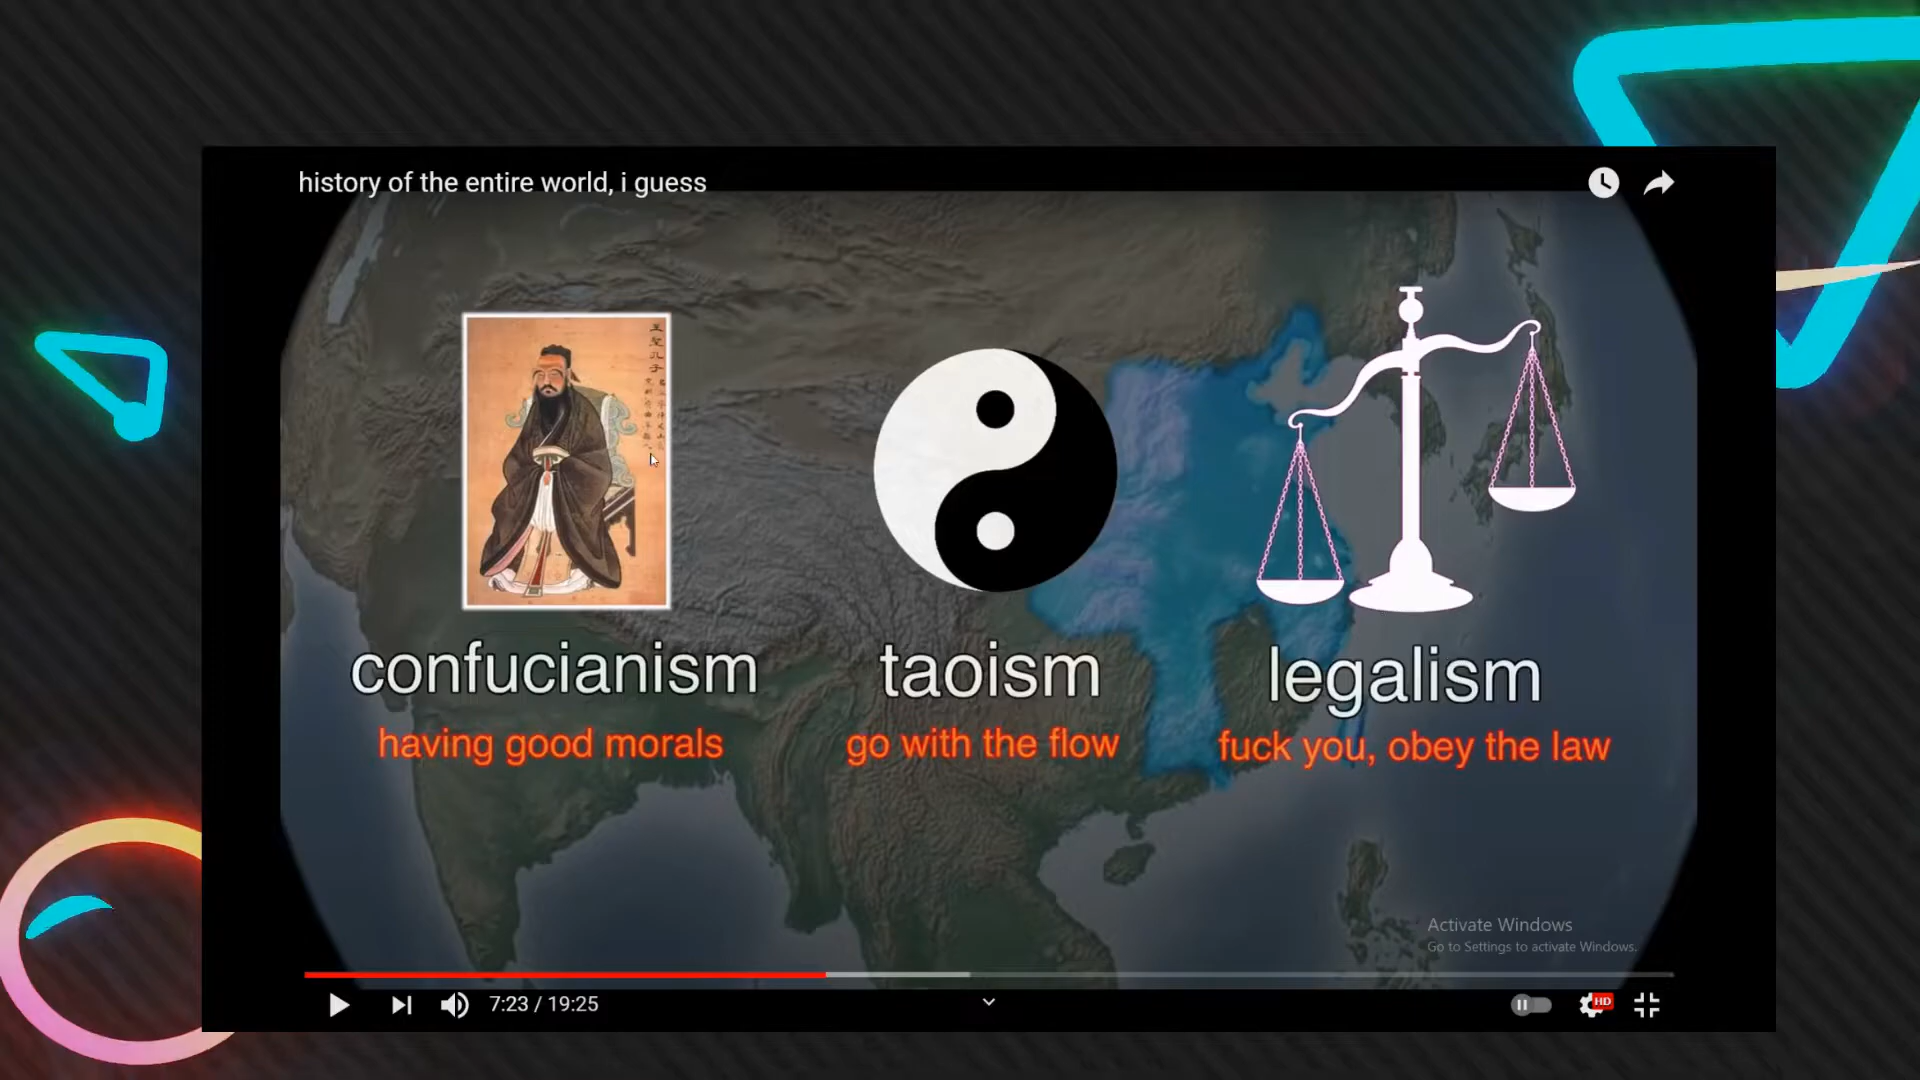 history of the entire world, i guess
confucianism
having good morals
taoism
go with the flow
legalism
fuck you, obey the law
Activate Windows
Go to Settings to activate Windows.
7:23 / 19:25
HD